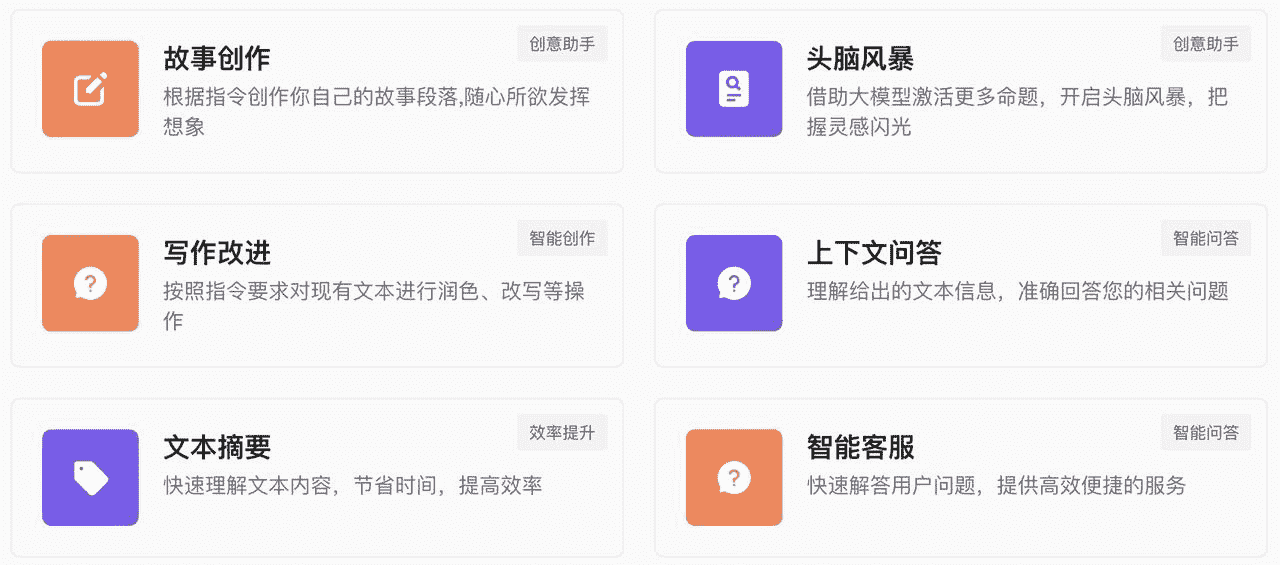 创意助手
故事创作
根据指令创作你自己的故事段落,随心所欲发挥
想象
创意助手
头脑风暴
借助大模型激活更多命题，开启头脑风暴，把
握灵感闪光
智能创作
写作改进
按照指令要求对现有文本进行润色、改写等操
作
智能问答
上下文问答
理解给出的文本信息，准确回答您的相关问题
效率提升
文本摘要
快速理解文本内容，节省时间，提高效率
智能问答
智能客服
快速解答用户问题，提供高效便捷的服务